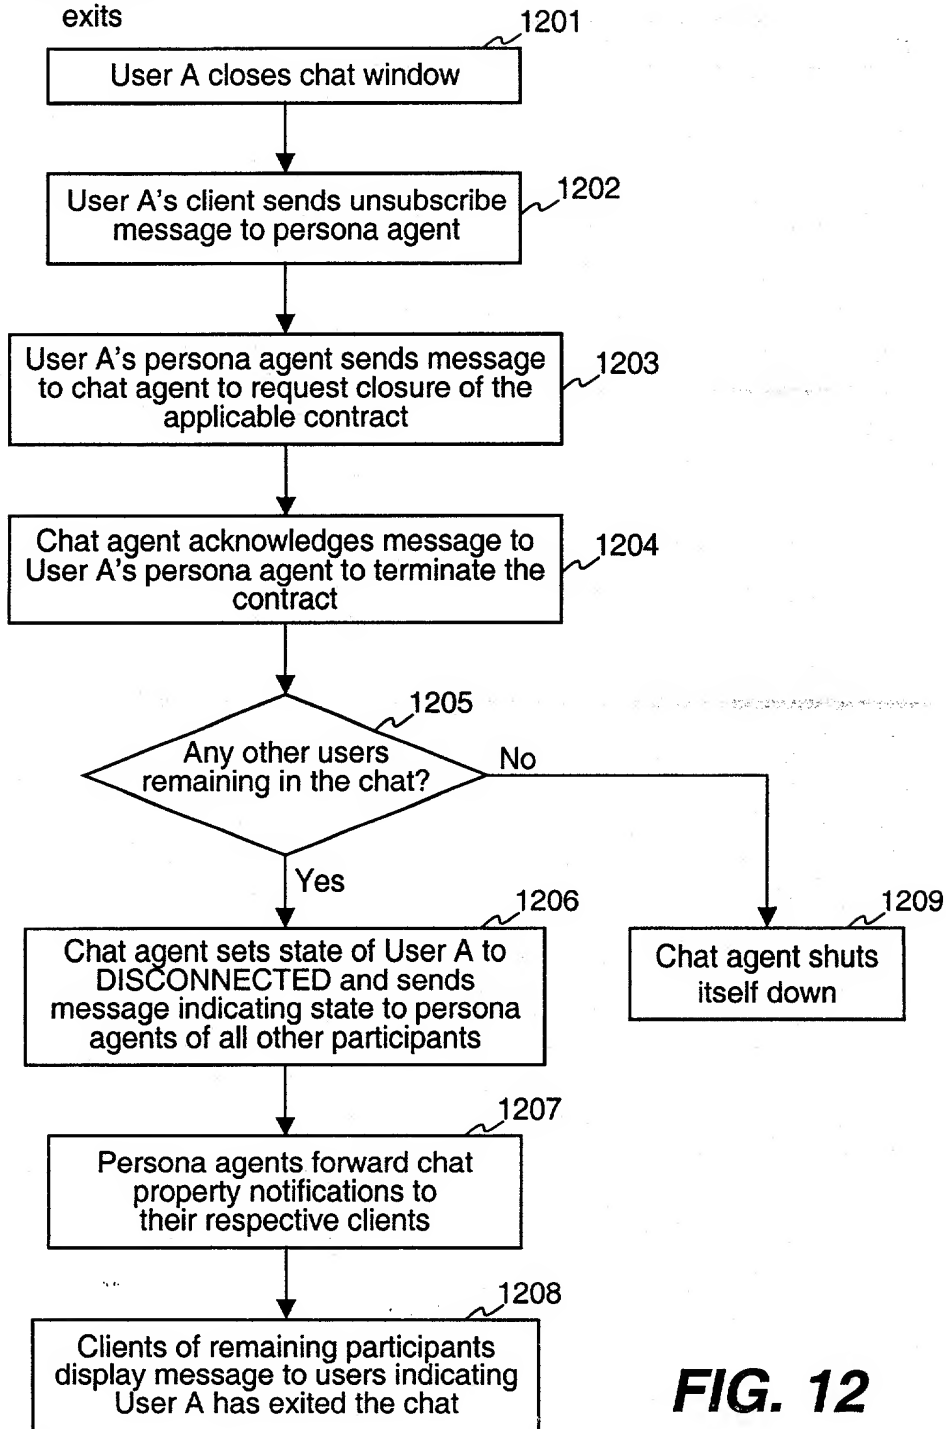 exits
1201
User A closes chat window
1202
User A's client sends unsubscribe
message to persona agent
1203
User A's persona agent sends message
to chat agent to request closure of the
applicable contract
1204
Chat agent acknowledges message to
User A's persona agent to terminate the
contract
1205
Any other users
remaining in the chat?
No
Yes
1206
Chat agent sets state of User A to
DISCONNECTED and sends
message indicating state to persona
agents of all other participants
1209
Chat agent shuts
itself down
1207
Persona agents forward chat
property notifications to
their respective clients
1208
Clients of remaining participants
display message to users indicating
User A has exited the chat
FIG. 12